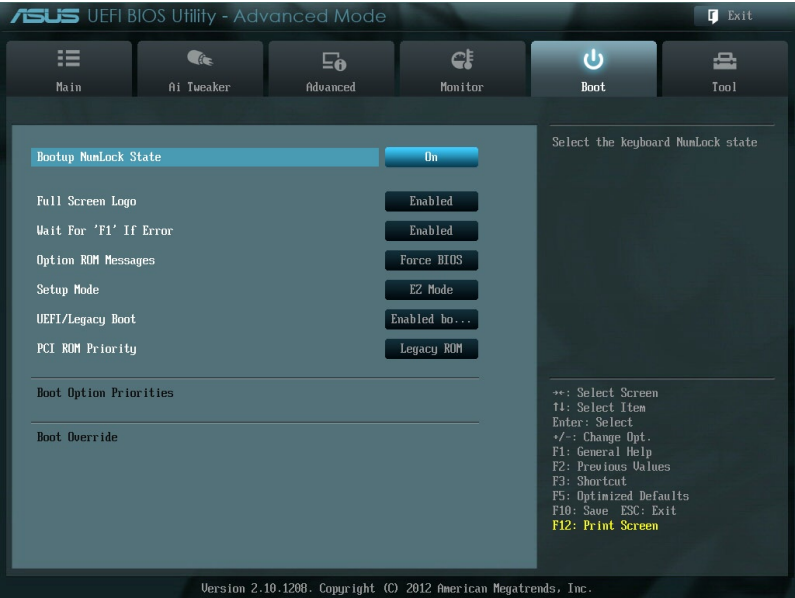 ASUS UEFI BIOS Utility - Advanced Mode
Exit
Main
Ai Tweaker
Advanced
Monitor
Boot
Tool
Bootup NumLock State On
Full Screen Logo Enabled
Wait For 'F1' If Error Enabled
Option ROM Messages Force BIOS
Setup Mode EZ Mode
UEFI/Legacy Boot Enabled bo...
PCI ROM Priority Legacy ROM
Boot Option Priorities
Boot Override
Select the keyboard NumLock state
→←: Select Screen
↑↓: Select Item
Enter: Select
+/-: Change Opt.
F1: General Help
F2: Previous Values
F3: Shortcut
F5: Optimized Defaults
F10: Save ESC: Exit
F12: Print Screen
Version 2.10.1208. Copyright (C) 2012 American Megatrends, Inc.